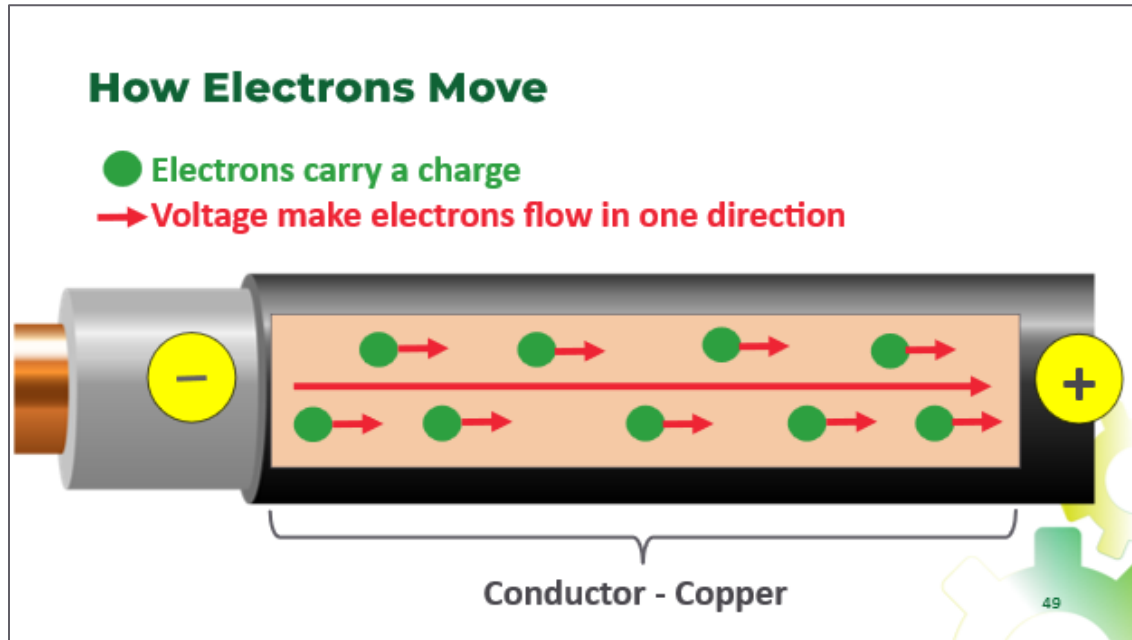 How Electrons Move
Electrons carry a charge
Voltage make electrons flow in one direction
−
+
Conductor - Copper
49